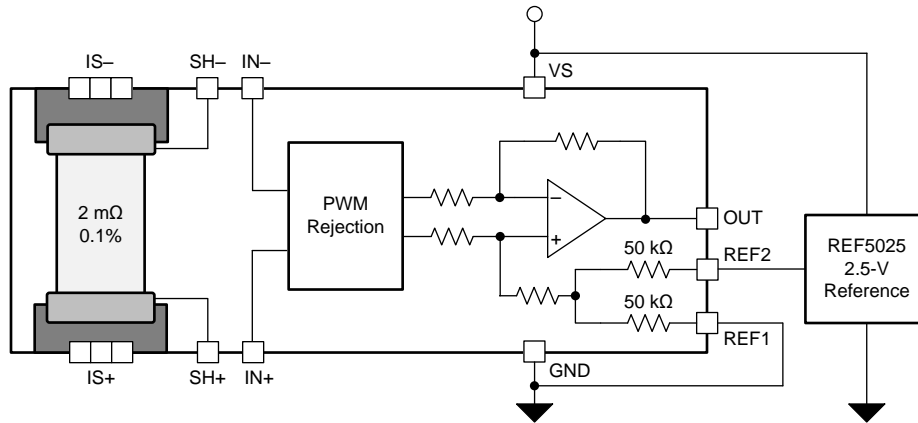 IS–
SH–
IN–
VS
2 mΩ
0.1%
PWM
Rejection
–
+
OUT
50 kΩ
REF2
50 kΩ
REF1
REF5025
2.5-V
Reference
IS+
SH+
IN+
GND